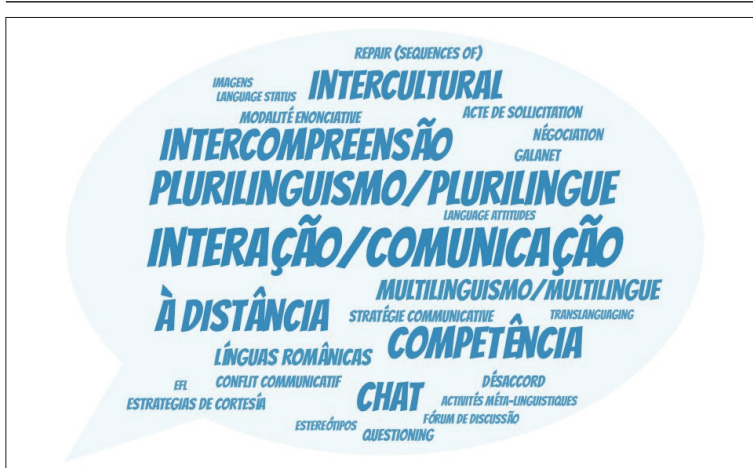 REPAIR (SEQUENCES OF)
IMAGENS
INTERCULTURAL
LANGUAGE STATUS
MODALITÉ ENONCIATIVE
ACTE DE SOLLICITATION
INTERCOMPREENSÃO
NÉGOCIATION
GALANET
PLURILINGUISMO/PLURILINGUE
LANGUAGE ATTITUDES
INTERAÇÃO/COMUNICAÇÃO
MULTILINGUISMO/MULTILINGUE
À DISTÂNCIA
STRATÉGIE COMMUNICATIVE
TRANSLANGUAGING
COMPETÊNCIA
LÍNGUAS ROMÂNICAS
EFL
CONFLIT COMMUNICATIF
CHAT
DÉSACCORD
ESTRATEGIAS DE CORTESÍA
ACTIVITÉS MÉTA-LINGUISTIQUES
ESTEREÓTIPOS
FÓRUM DE DISCUSSÃO
QUESTIONING